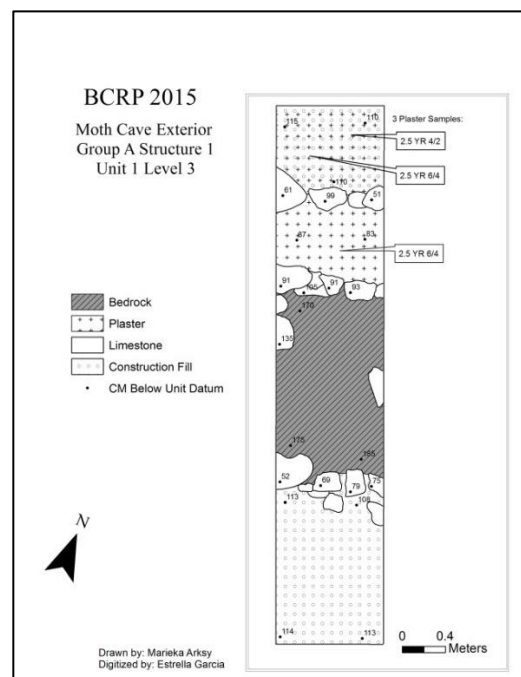 BCRP 2015
Moth Cave Exterior
Group A Structure 1
Unit 1 Level 3
3 Plaster Samples:
115
110
2.5 YR 4/2
2.5 YR 6/4
110
61
99
51
87
83
2.5 YR 6/4
91
105
91
93
170
135
Bedrock
Plaster
Limestone
Construction Fill
CM Below Unit Datum
175
185
52
69
79
75
113
108
N
114
113
0 0.4
Meters
Drawn by: Marieka Arksy
Digitized by: Estrella Garcia